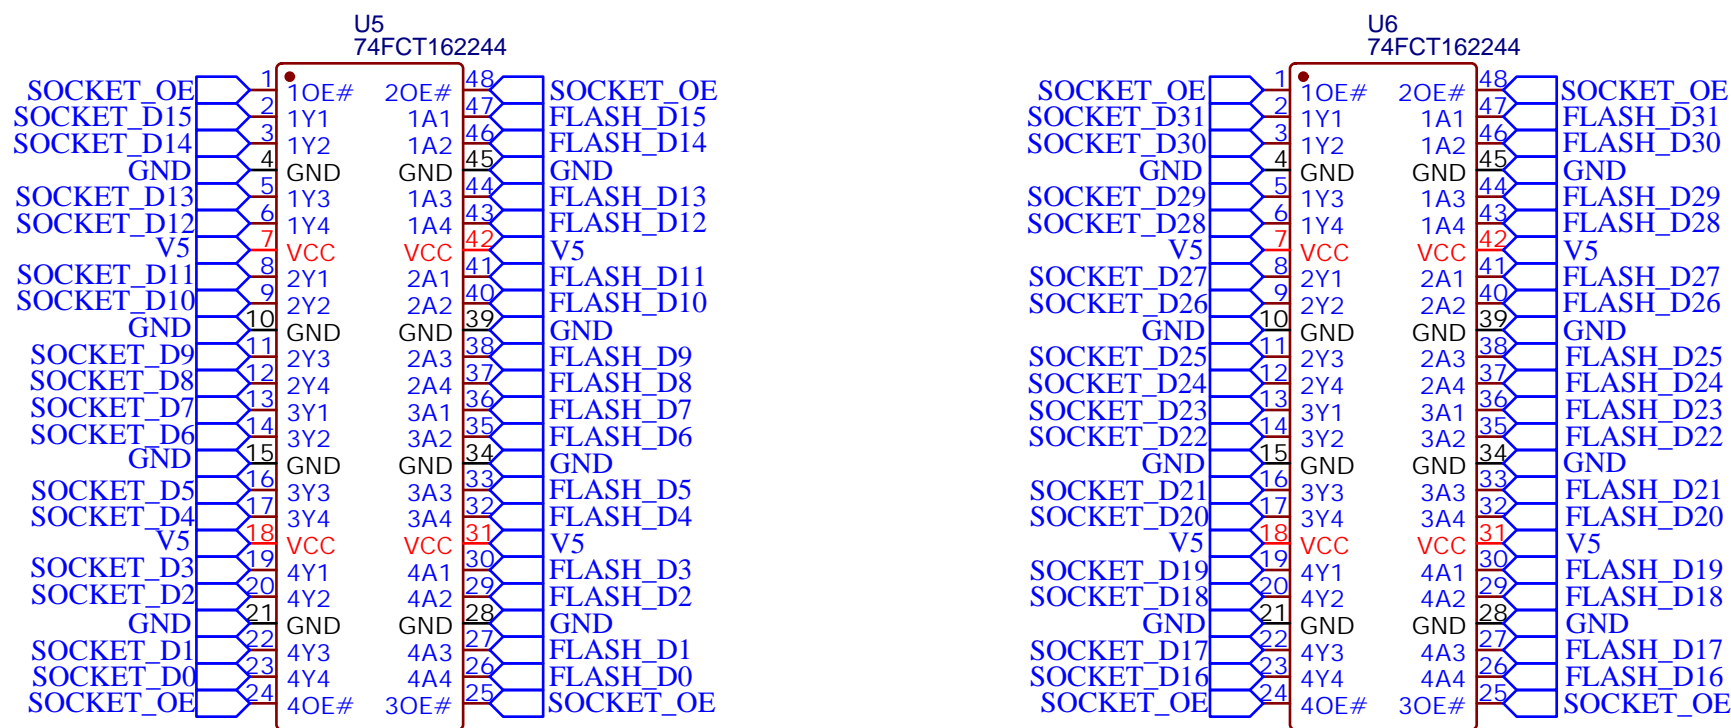 U5
74FCT162244
SOCKET_OE 1 1OE# 2OE# 48 SOCKET_OE
SOCKET_D15 2 1Y1 1A1 47 FLASH_D15
SOCKET_D14 3 1Y2 1A2 46 FLASH_D14
GND 4 GND GND 45 GND
SOCKET_D13 5 1Y3 1A3 44 FLASH_D13
SOCKET_D12 6 1Y4 1A4 43 FLASH_D12
V5 7 VCC VCC 42 V5
SOCKET_D11 8 2Y1 2A1 41 FLASH_D11
SOCKET_D10 9 2Y2 2A2 40 FLASH_D10
GND 10 GND GND 39 GND
SOCKET_D9 11 2Y3 2A3 38 FLASH_D9
SOCKET_D8 12 2Y4 2A4 37 FLASH_D8
SOCKET_D7 13 3Y1 3A1 36 FLASH_D7
SOCKET_D6 14 3Y2 3A2 35 FLASH_D6
GND 15 GND GND 34 GND
SOCKET_D5 16 3Y3 3A3 33 FLASH_D5
SOCKET_D4 17 3Y4 3A4 32 FLASH_D4
V5 18 VCC VCC 31 V5
SOCKET_D3 19 4Y1 4A1 30 FLASH_D3
SOCKET_D2 20 4Y2 4A2 29 FLASH_D2
GND 21 GND GND 28 GND
SOCKET_D1 22 4Y3 4A3 27 FLASH_D1
SOCKET_D0 23 4Y4 4A4 26 FLASH_D0
SOCKET_OE 24 4OE# 3OE# 25 SOCKET_OE
U6
74FCT162244
SOCKET_OE 1 1OE# 2OE# 48 SOCKET_OE
SOCKET_D31 2 1Y1 1A1 47 FLASH_D31
SOCKET_D30 3 1Y2 1A2 46 FLASH_D30
GND 4 GND GND 45 GND
SOCKET_D29 5 1Y3 1A3 44 FLASH_D29
SOCKET_D28 6 1Y4 1A4 43 FLASH_D28
V5 7 VCC VCC 42 V5
SOCKET_D27 8 2Y1 2A1 41 FLASH_D27
SOCKET_D26 9 2Y2 2A2 40 FLASH_D26
GND 10 GND GND 39 GND
SOCKET_D25 11 2Y3 2A3 38 FLASH_D25
SOCKET_D24 12 2Y4 2A4 37 FLASH_D24
SOCKET_D23 13 3Y1 3A1 36 FLASH_D23
SOCKET_D22 14 3Y2 3A2 35 FLASH_D22
GND 15 GND GND 34 GND
SOCKET_D21 16 3Y3 3A3 33 FLASH_D21
SOCKET_D20 17 3Y4 3A4 32 FLASH_D20
V5 18 VCC VCC 31 V5
SOCKET_D19 19 4Y1 4A1 30 FLASH_D19
SOCKET_D18 20 4Y2 4A2 29 FLASH_D18
GND 21 GND GND 28 GND
SOCKET_D17 22 4Y3 4A3 27 FLASH_D17
SOCKET_D16 23 4Y4 4A4 26 FLASH_D16
SOCKET_OE 24 4OE# 3OE# 25 SOCKET_OE